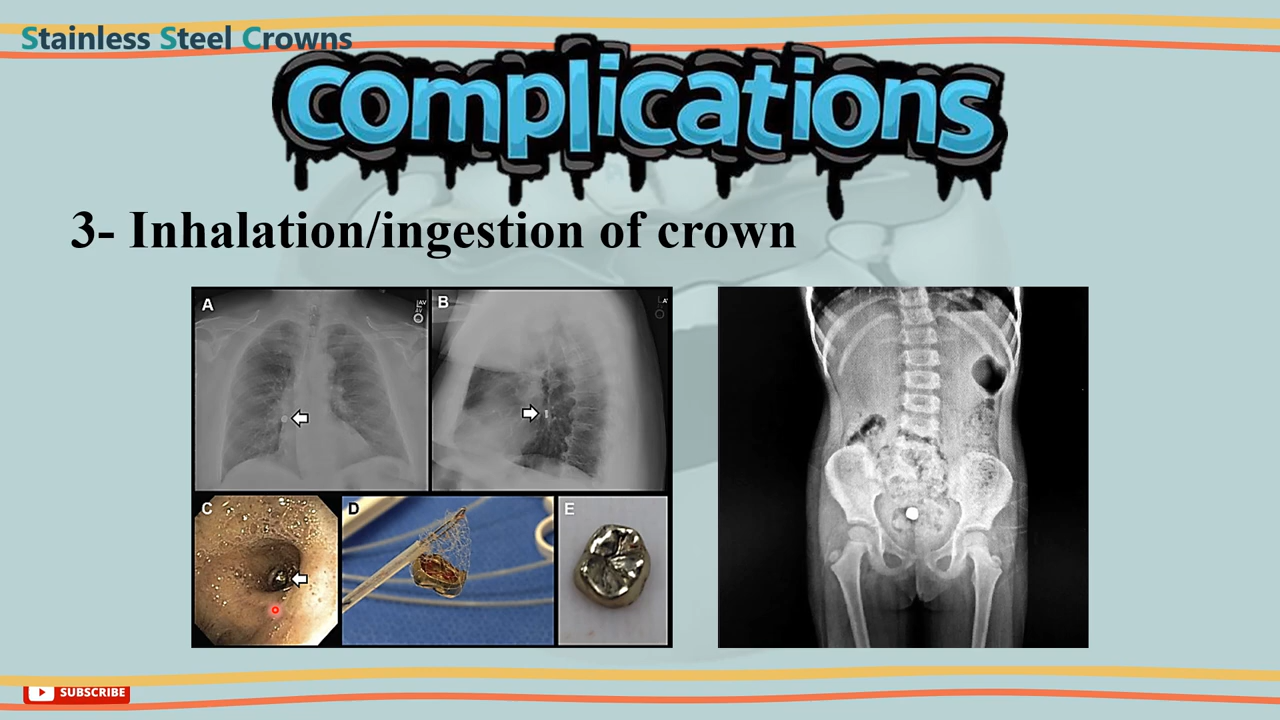 Stainless Steel Crowns
complications
3- Inhalation/ingestion of crown
A
B
C
D
E
SUBSCRIBE